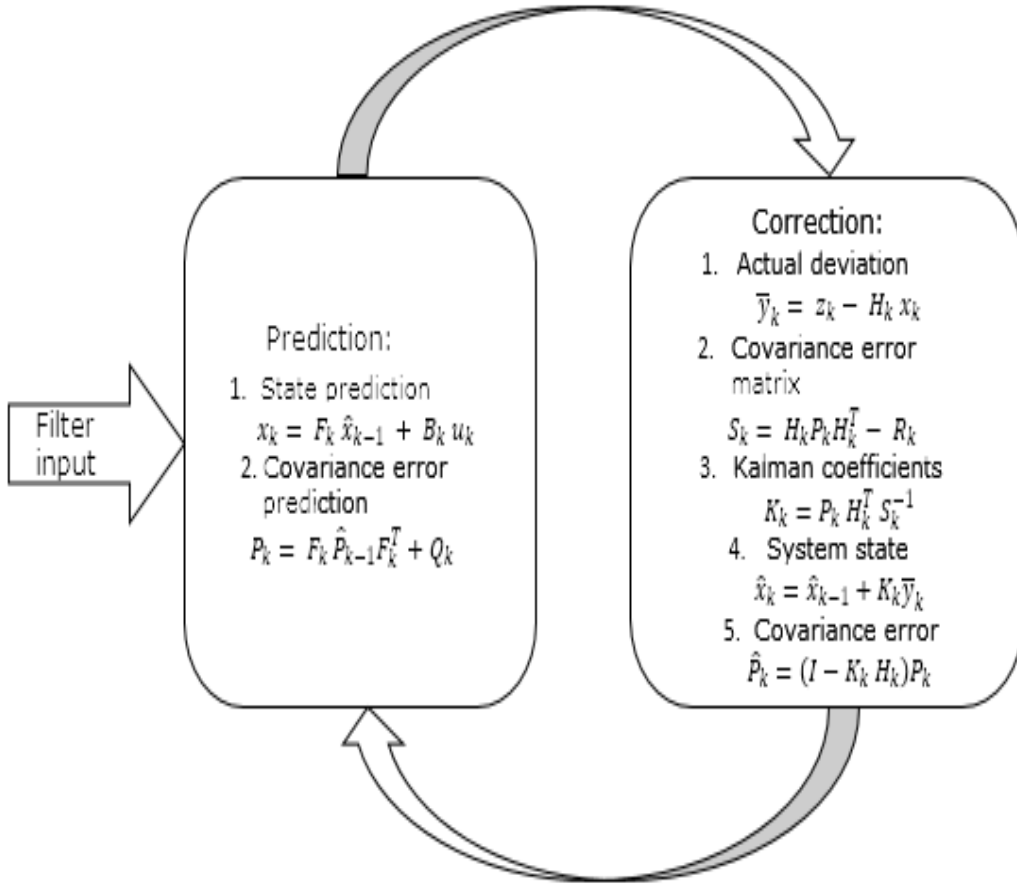 Filter
input
Prediction:
1. State prediction
x_k = F_k x̂_{k-1} + B_k u_k
2. Covariance error
prediction
P_k = F_k P̂_{k-1} F_k^T + Q_k
Correction:
1. Actual deviation
y̅_k = z_k − H_k x_k
2. Covariance error
matrix
S_k = H_k P_k H_k^T − R_k
3. Kalman coefficients
K_k = P_k H_k^T S_k^{-1}
4. System state
x̂_k = x̂_{k-1} + K_k y̅_k
5. Covariance error
P̂_k = (I − K_k H_k)P_k